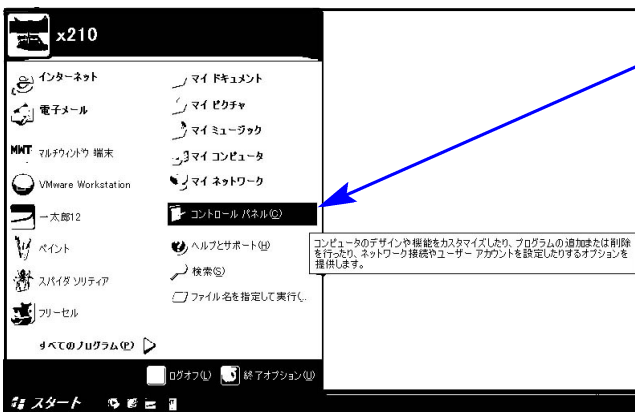 x210
インターネット
電子メール
MWT マルチウィンドウ 端末
VMware Workstation
一太郎12
ペイント
スパイダ ソリティア
フリーセル
すべてのプログラム(P)
マイ ドキュメント
マイ ピクチャ
マイ ミュージック
マイ コンピュータ
マイ ネットワーク
コントロール パネル(C)
ヘルプとサポート(H)
検索(S)
ファイル名を指定して実行(..
コンピュータのデザインや機能をカスタマイズしたり、プログラムの追加または削除
を行ったり、ネットワーク接続やユーザー アカウントを設定したりするオプションを
提供します。
ログオフ(L) 終了オプション(U)
スタート